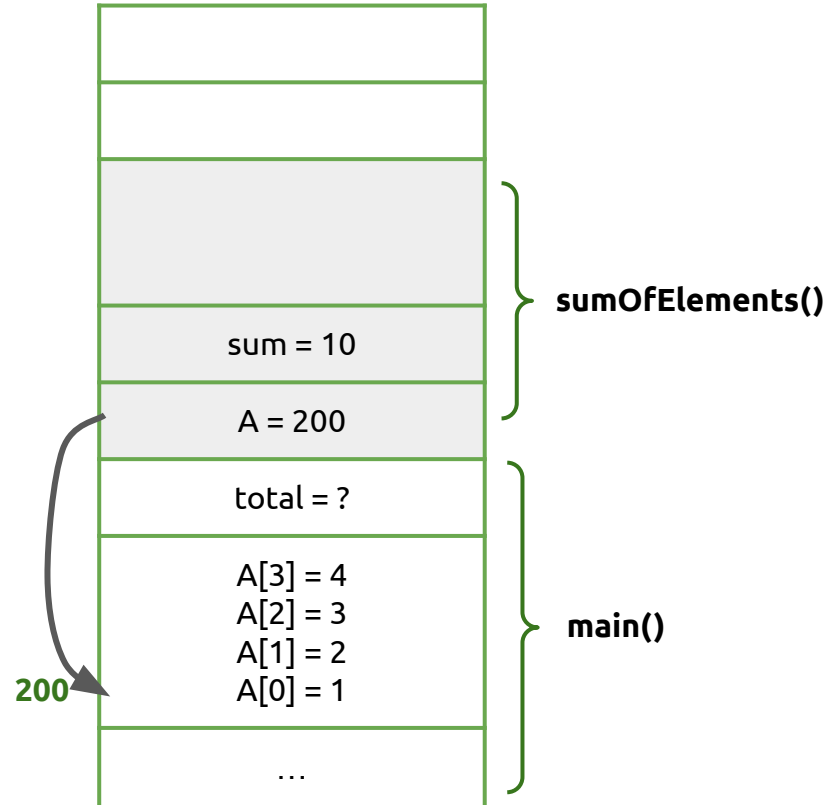 sumOfElements()
sum = 10
A = 200
total = ?
A[3] = 4
A[2] = 3
A[1] = 2
main()
200
A[0] = 1
…